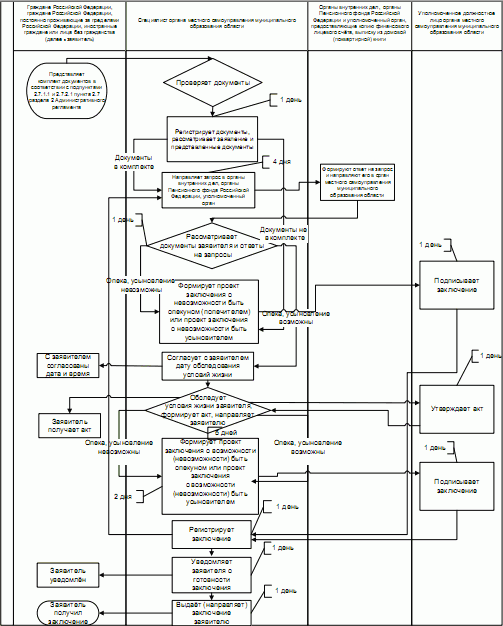 Граждане Российской Федерации,
граждане Российской Федерации,
постоянно проживающие за пределами
Российской Федерации, иностранные
граждане или лица без гражданства
(далее - заявитель)
Специалист органа местного самоуправления муниципального
образования области
Органы внутренних дел, органы
Пенсионного фонда Российской
Федерации и уполномоченный орган,
предоставляющие копию финансового
лицевого счёта, выписку из домовой
(поквартирной) книги
Уполномоченное должностное
лицо органа местного
самоуправления муниципального
образования области
Представляет
комплект документов в
соответствии с подпунктами
2.7.1.1 и 2.7.2.1 пункта 2.7
раздела 2 Административного
регламента
Проверяет документы
1 день
Регистрирует документы,
рассматривает заявление и
представленные документы
Документы
в комплекте
4 дня
Направляет запрос в органы
внутренних дел, органы
Пенсионного фонда Российской
Федерации, уполномоченный
орган
Формируют ответ на запрос
и направляют его в орган
местного самоуправления
муниципального
образования области
1 день
Документы не
в комплекте
Рассматривает
документы заявителя и ответы
на запросы
1 день
Подписывает
заключение
Опека, усыновление
невозможны
Формирует проект
заключения о
невозможности быть
опекуном (попечителем)
или проект заключения
о невозможности быть
усыновителем
Опека, усыновление
возможны
С заявителем
согласованы
дата и время
Согласует с заявителем
дату обследования
условий жизни
1 день
Обследует
условия жизни заявителя,
формирует акт, направляет
заявителю
Утверждает акт
Заявитель
получает акт
3 дней
Опека, усыновление
невозможны
Формирует проект
заключения о возможности
(невозможности) быть
опекуном или проект
заключения
о возможности
(невозможности) быть
усыновителем
Опека, усыновление
возможны
1 день
Подписывает
заключение
2 дня
1 день
Регистрирует
заключение
1 день
Заявитель
уведомлён
Уведомляет
заявителя о
готовности
заключения
1 день
Заявитель
получил
заключение
Выдаёт (направляет)
заключение
заявителю